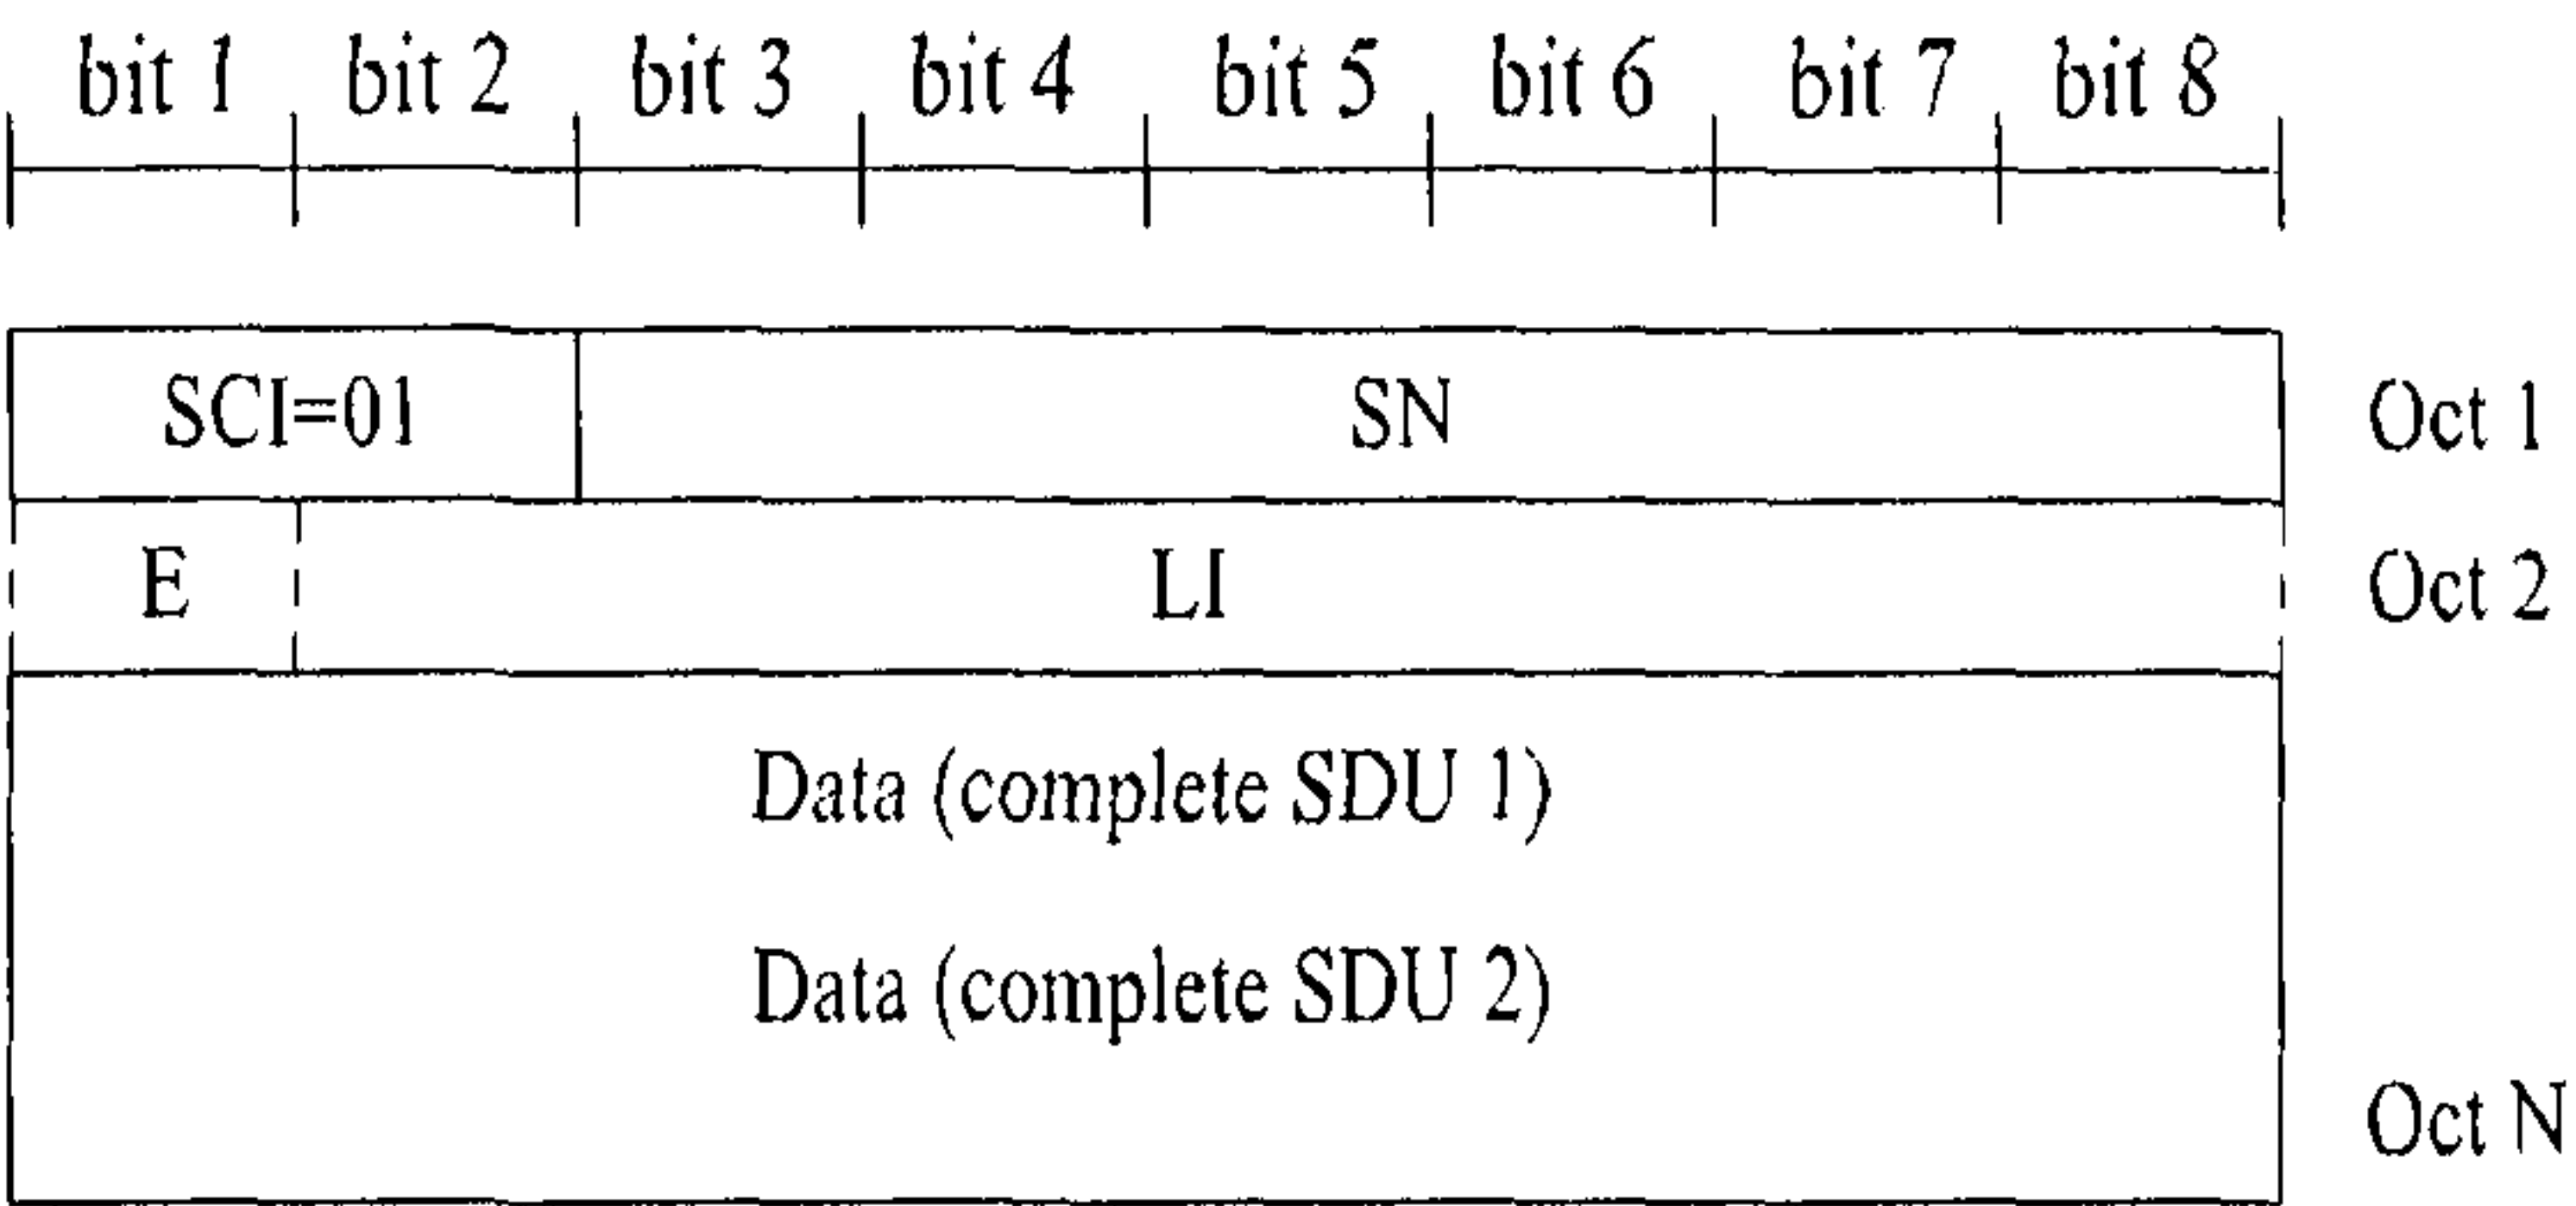 bit 1 bit 2 bit 3 bit 4 bit 5 bit 6 bit 7 bit 8
SCI=01 SN Oct 1
E LI Oct 2
Data (complete SDU 1)
Data (complete SDU 2)
Oct N